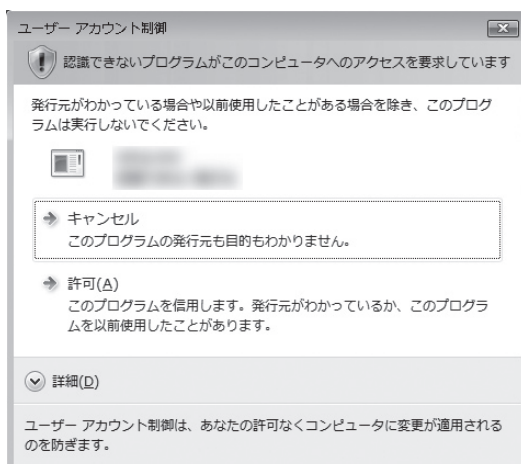 ユーザー アカウント制御
認識できないプログラムがこのコンピュータへのアクセスを要求しています
発行元がわかっている場合や以前使用したことがある場合を除き、このプログ
ラムは実行しないでください。
キャンセル
このプログラムの発行元も目的もわかりません。
許可(A)
このプログラムを信用します。発行元がわかっているか、このプログラ
ムを以前使用したことがあります。
詳細(D)
ユーザー アカウント制御は、あなたの許可なくコンピュータに変更が適用される
のを防ぎます。